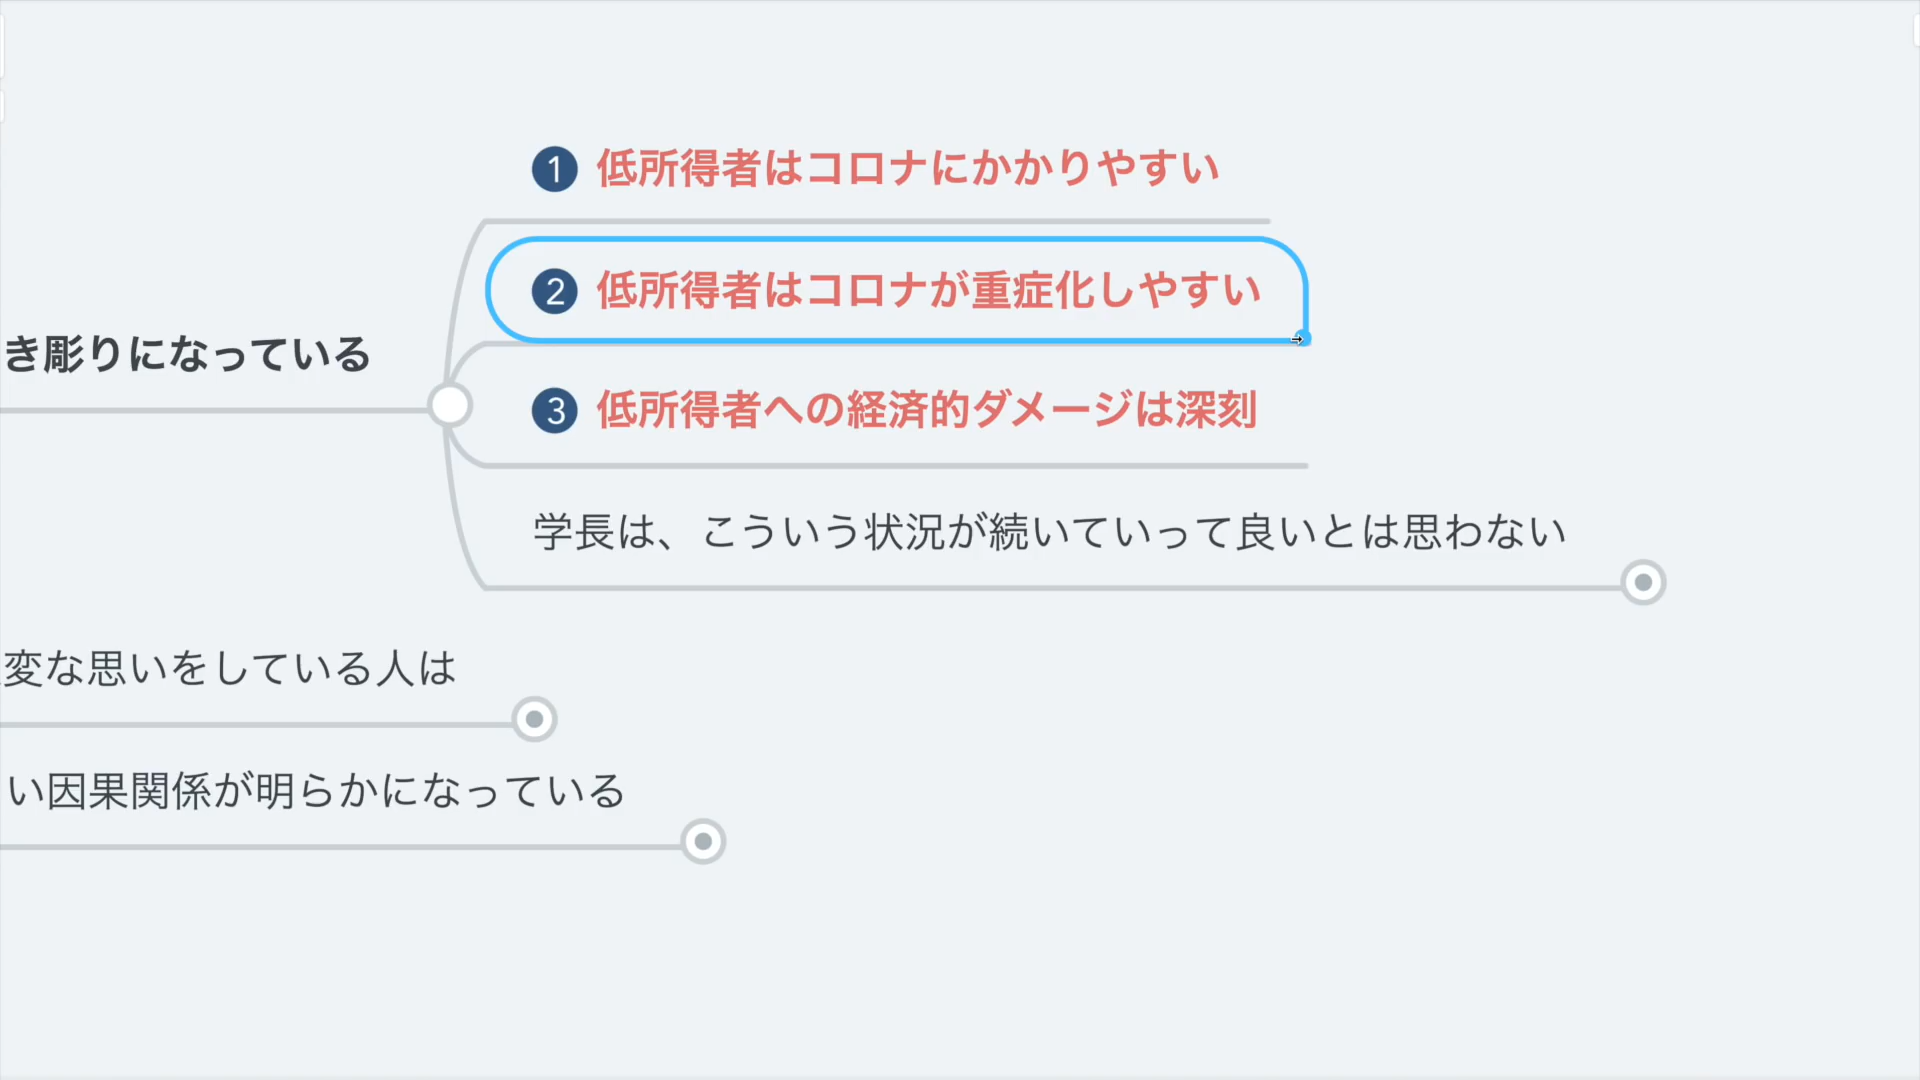 1 低所得者はコロナにかかりやすい
2 低所得者はコロナが重症化しやすい
き彫りになっている
3 低所得者への経済的ダメージは深刻
学長は、こういう状況が続いていって良いとは思わない
変な思いをしている人は
い因果関係が明らかになっている